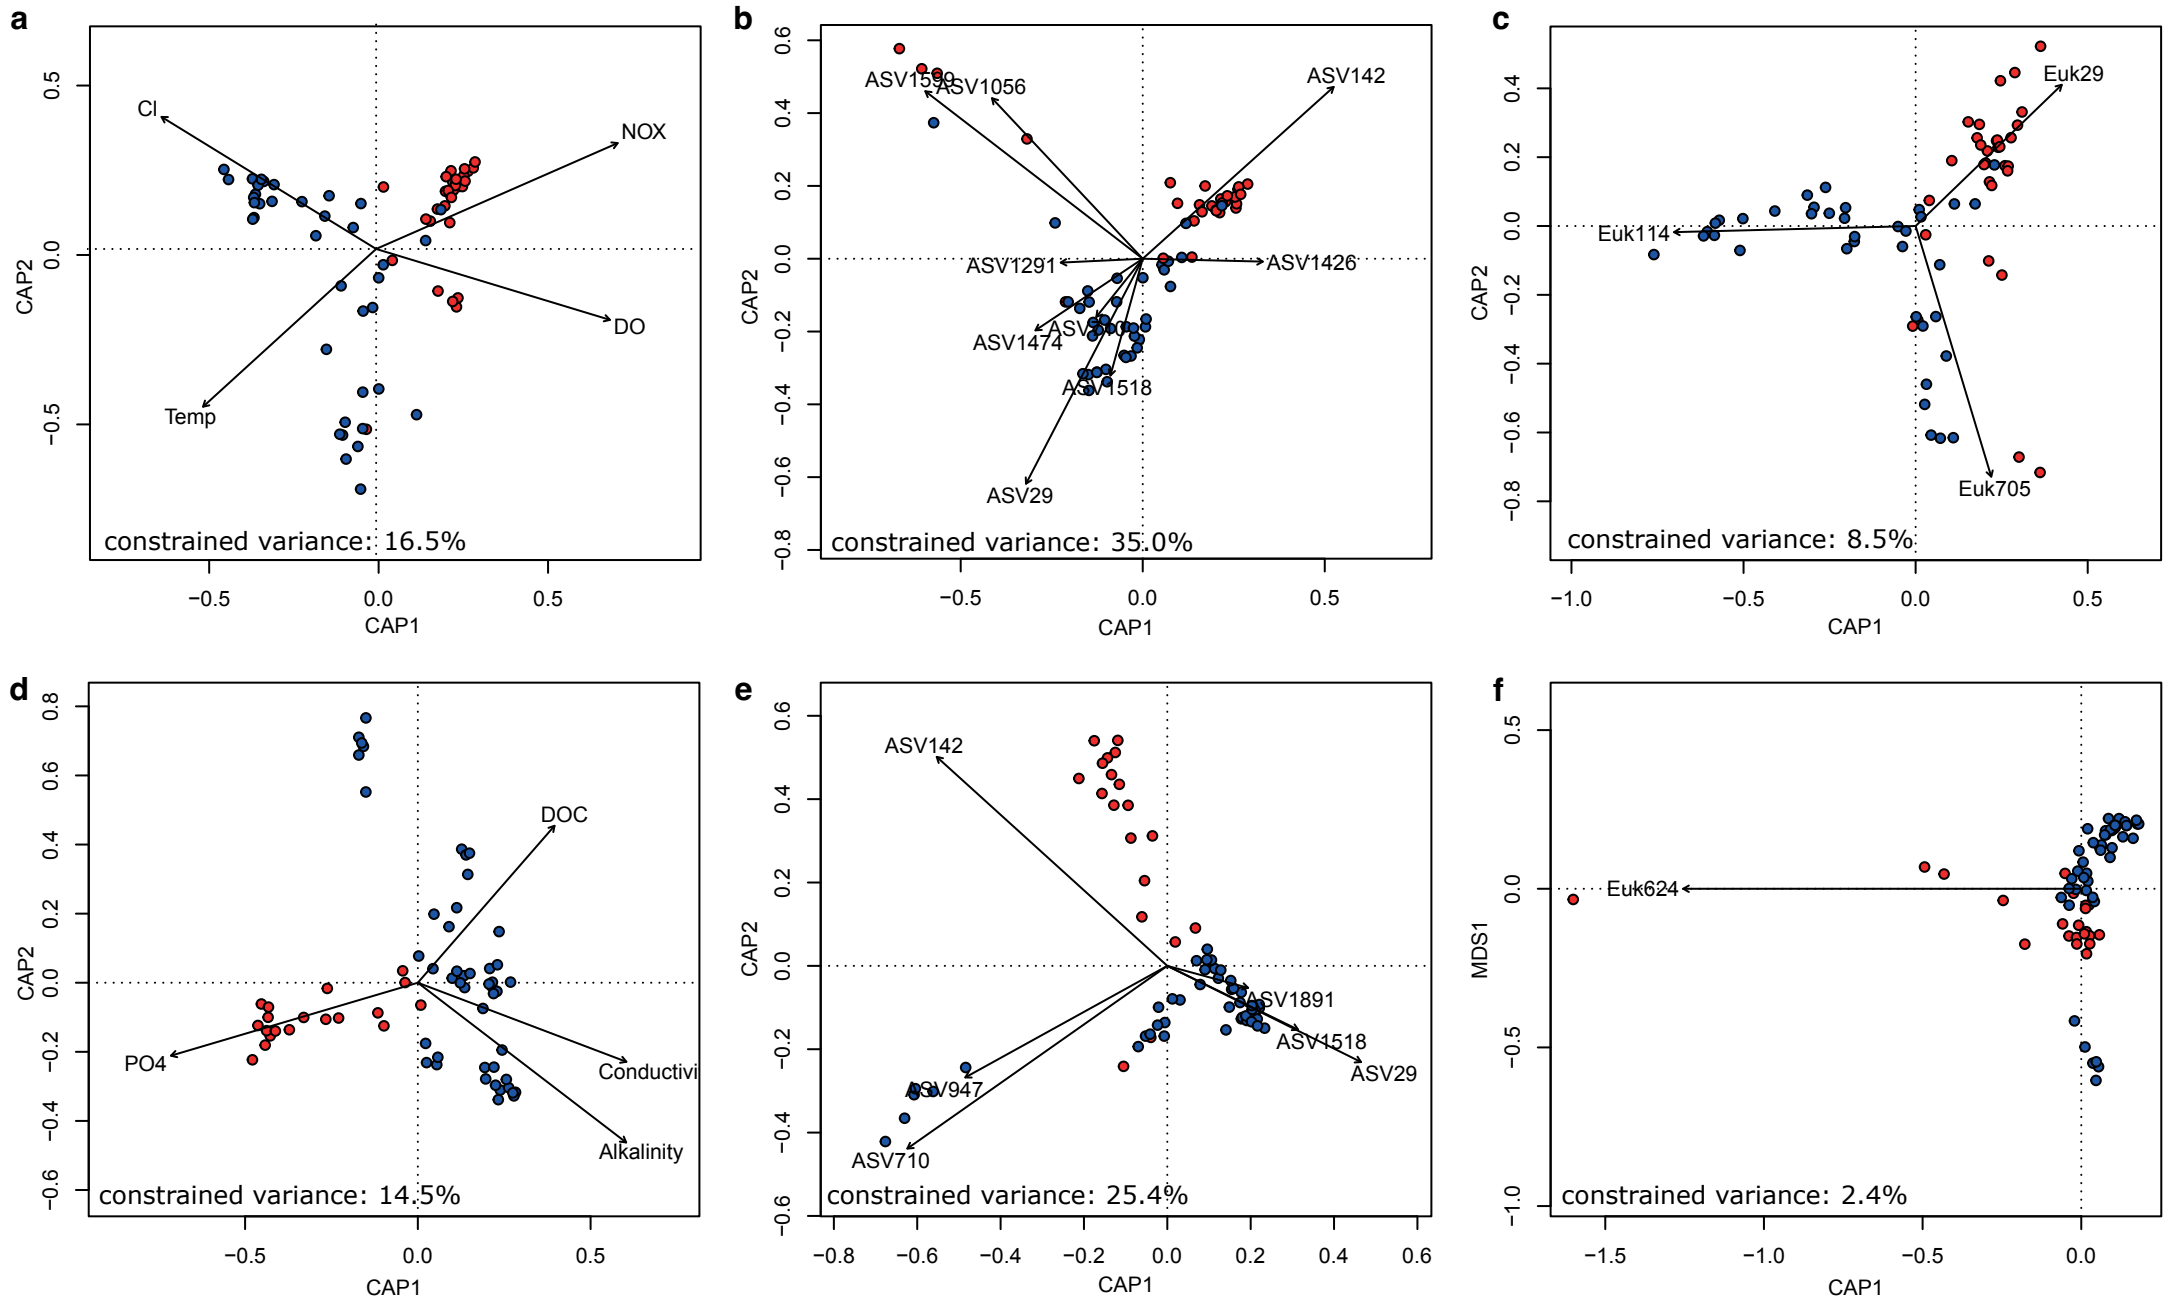 a
0.5
0.0
−0.5
CAP2
Cl
NOX
DO
Temp
constrained variance: 16.5%
−0.5 0.0 0.5
CAP1
b
0.6
0.4
0.2
0.0
−0.2
−0.4
−0.6
−0.8
CAP2
ASV1599
ASV1056
ASV142
ASV1291
ASV1426
ASV1474
ASV1518
ASV29
constrained variance: 35.0%
−0.5 0.0 0.5
CAP1
c
0.4
0.2
0.0
−0.2
−0.4
−0.6
−0.8
CAP2
Euk29
Euk114
Euk705
constrained variance: 8.5%
−1.0 −0.5 0.0 0.5
CAP1
d
0.8
0.6
0.4
0.2
0.0
−0.2
−0.4
−0.6
CAP2
DOC
PO4
Conductivi
Alkalinity
constrained variance: 14.5%
−0.5 0.0 0.5
CAP1
e
0.6
0.4
0.2
0.0
−0.2
−0.4
−0.6
CAP2
ASV142
ASV1891
ASV1518
ASV29
ASV947
ASV710
constrained variance: 25.4%
−0.8 −0.6 −0.4 −0.2 0.0 0.2 0.4 0.6
CAP1
f
0.5
0.0
−0.5
−1.0
MDS1
Euk624
constrained variance: 2.4%
−1.5 −1.0 −0.5 0.0
CAP1